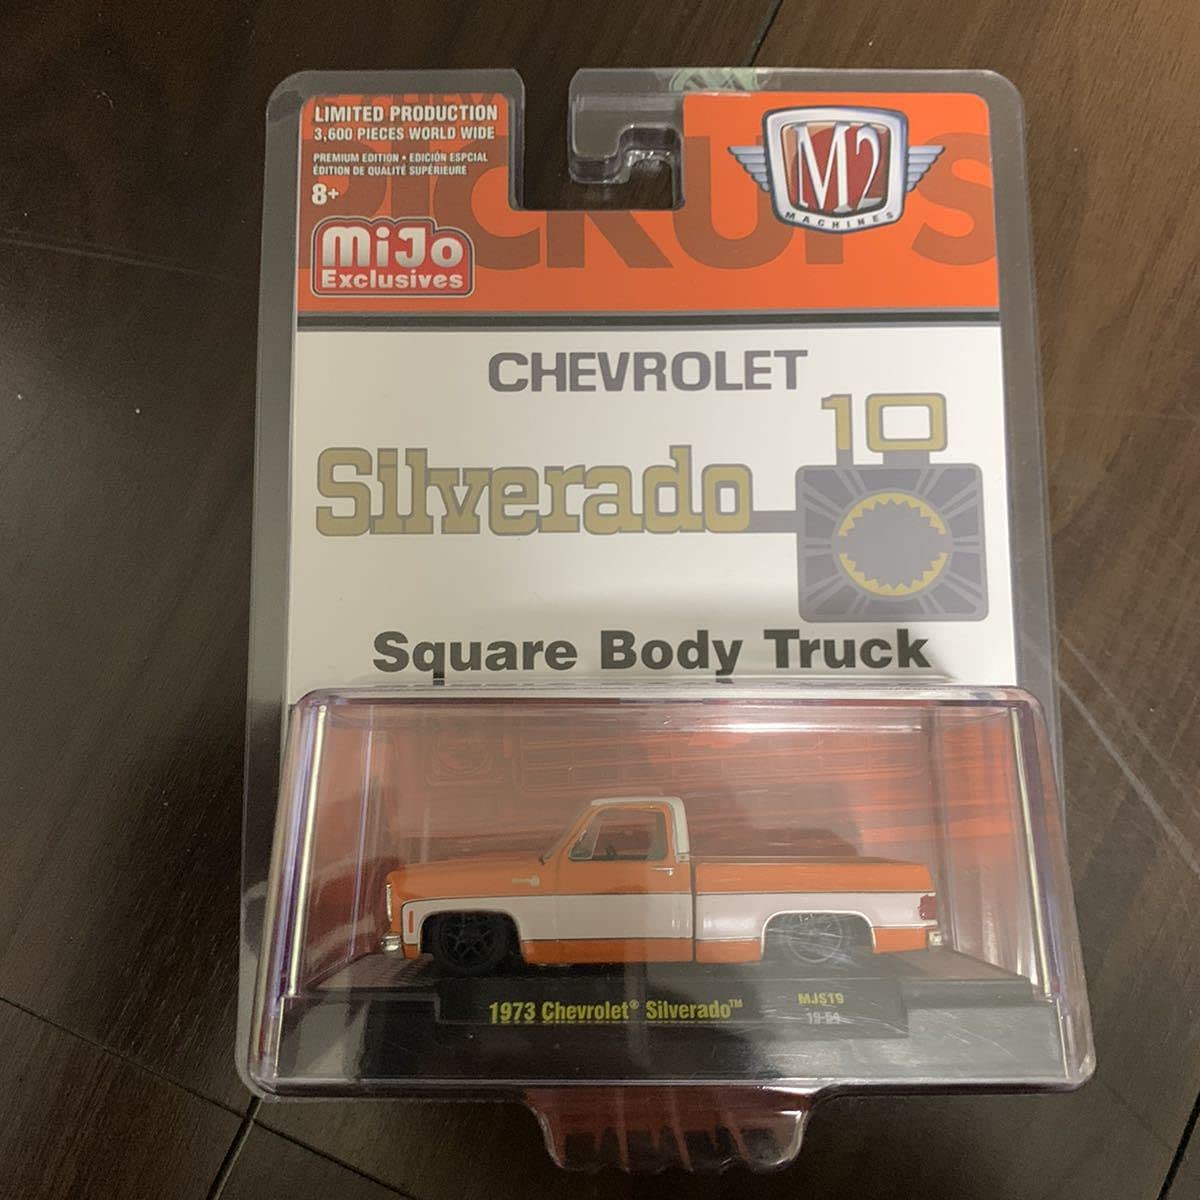 LIMITED PRODUCTION
3,600 PIECES WORLD WIDE
PREMIUM EDITION • EDICIÓN ESPCIAL
ÉDITION DE QUALITÉ SUPÉRIEURE
8+
PICKUPS
M2
MACHINES
MiJo
Exclusives
CHEVROLET
10
Silverado
Square Body Truck
1973 Chevrolet® Silverado™
MJS19
19-54